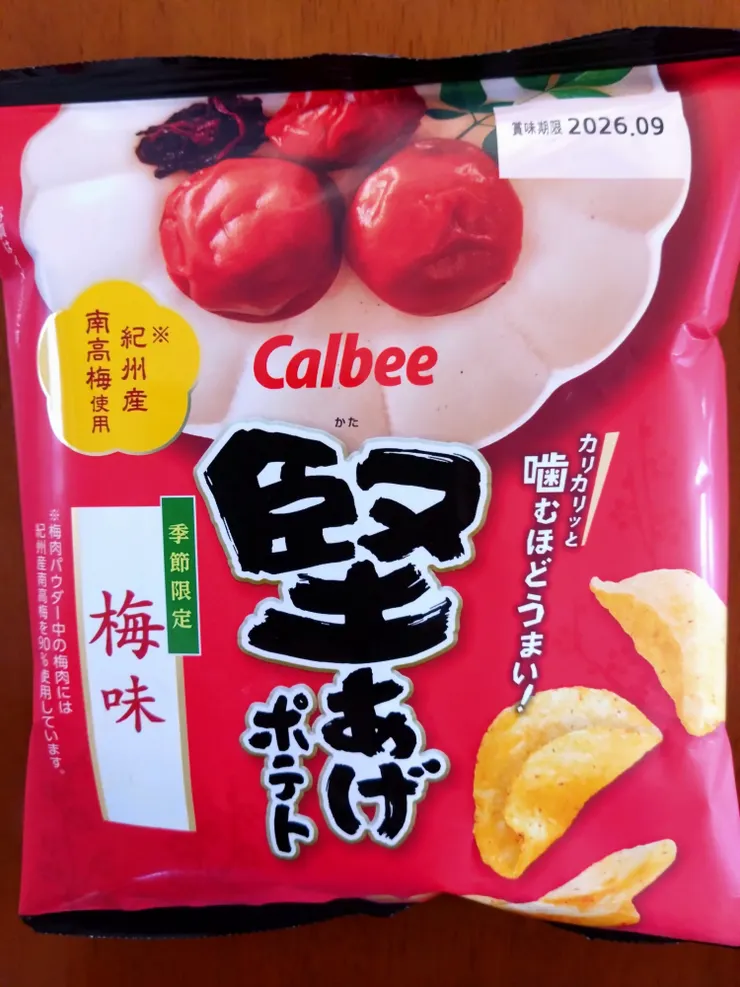 賞味期限 2026.09
※
紀州産
南高梅使用
Calbee
かた
堅あげ
ポテト
カリカリッと
噛むほどうまい!
季節限定
梅味
※梅肉パウダー中の梅肉には
紀州産南高梅を90%使用しています。